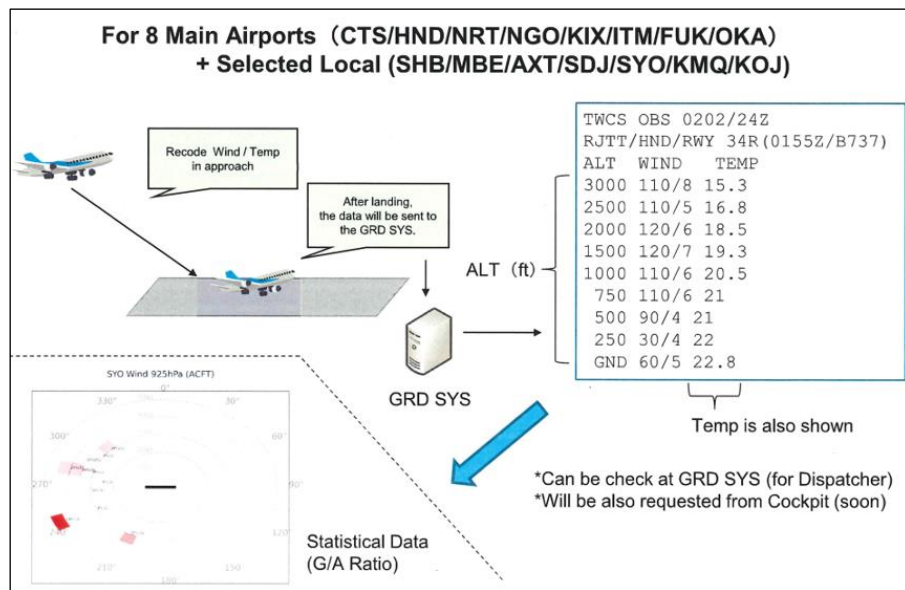 For 8 Main Airports（CTS/HND/NRT/NGO/KIX/ITM/FUK/OKA）
+ Selected Local (SHB/MBE/AXT/SDJ/SYO/KMQ/KOJ)
Recode Wind / Temp
in approach
After landing,
the data will be sent to
the GRD SYS.
GRD SYS
ALT（ft）
TWCS OBS 0202/24Z
RJTT/HND/RWY 34R(0155Z/B737)
ALT WIND TEMP
3000 110/8 15.3
2500 110/5 16.8
2000 120/6 18.5
1500 120/7 19.3
1000 110/6 20.5
750 110/6 21
500 90/4 21
250 30/4 22
GND 60/5 22.8
Temp is also shown
*Can be check at GRD SYS (for Dispatcher)
*Will be also requested from Cockpit (soon)
SYO Wind 925hPa (ACFT)
0°
330°
30°
300°
60°
270°
90°
240°
120°
210°
150
180
Statistical Data
(G/A Ratio)